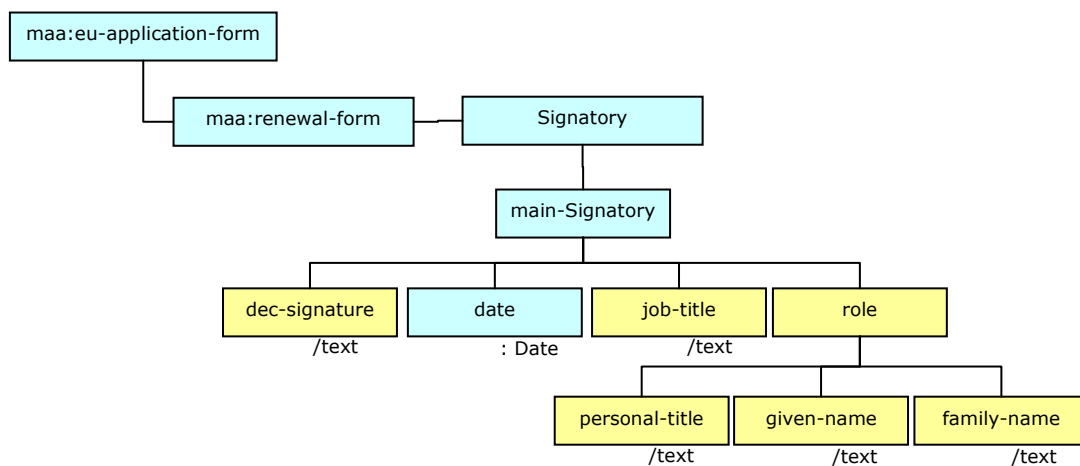 maa:eu-application-form
maa:renewal-form
Signatory
main-Signatory
dec-signature
date
job-title
role
/text
: Date
/text
personal-title
given-name
family-name
/text
/text
/text